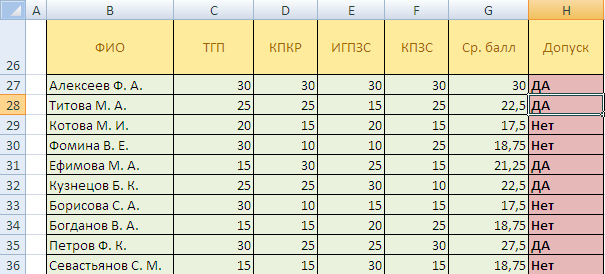 A B C D E F G H
26 ФИО ТГП КПКР ИГПЗС КПЗС Ср. балл Допуск
27 Алексеев Ф. А. 30 30 30 30 30 ДА
28 Титова М. А. 25 25 15 25 22,5 ДА
29 Котова М. И. 20 15 20 15 17,5 Нет
30 Фомина В. Е. 30 10 10 25 18,75 Нет
31 Ефимова М. А. 15 30 25 15 21,25 ДА
32 Кузнецов Б. К. 25 25 30 10 22,5 ДА
33 Борисова С. А. 30 10 15 15 17,5 Нет
34 Богданов В. А. 15 15 20 25 18,75 Нет
35 Петров Ф. К. 30 25 25 30 27,5 ДА
36 Севастьянов С. М. 15 15 30 15 18,75 Нет